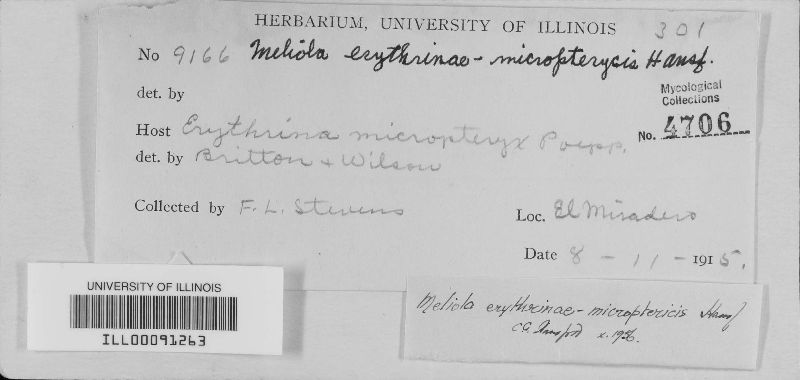 HERBARIUM, UNIVERSITY OF ILLINOIS 301
No 9166 Meliola erythrinae-micropterycis Hansf.
det. by
Mycological
Collections
No. 4706
Host Erythrina micropteryx Poepp.
det. by Britton + Wilson
Collected by F. L. Stevens
Loc. El Miradero
Date 8-11-1915.
UNIVERSITY OF ILLINOIS
ILL00091263
Meliola erythrinae-microptericis Hansf
C.G. Hansford x.1956.